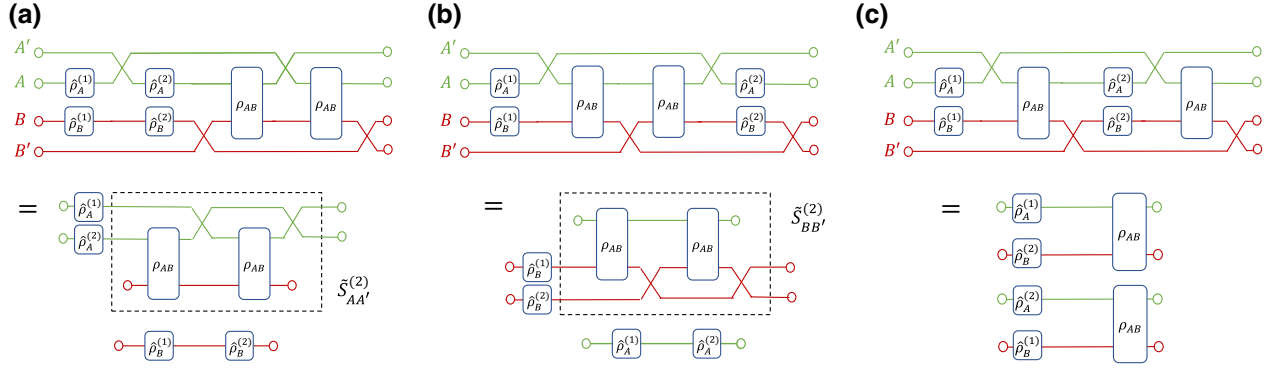 (a) (b) (c)
A′ A′ A′
A ρ̂_A^(1) ρ̂_A^(2) ρ_AB ρ_AB A ρ̂_A^(1) ρ_AB ρ_AB ρ̂_A^(2) A ρ̂_A^(1) ρ_AB ρ̂_A^(2) ρ_AB
B ρ̂_B^(1) ρ̂_B^(2) B ρ̂_B^(1) ρ̂_B^(2) B ρ̂_B^(1) ρ̂_B^(2)
B′ B′ B′
= ρ̂_A^(1) = ρ_AB ρ_AB S̃_BB′^(2) = ρ̂_A^(1) ρ_AB
ρ̂_A^(2) ρ̂_B^(1) ρ̂_B^(2)
ρ_AB ρ_AB S̃_AA′^(2) ρ̂_B^(2) ρ̂_A^(2) ρ_AB
ρ̂_B^(1) ρ̂_B^(2) ρ̂_A^(1) ρ̂_A^(2) ρ̂_B^(1)